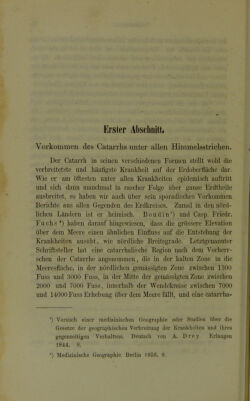 Erster Abschnitt.
Vorkommen des Catarrhs unter allen Himmelsstrichen.
Der Catarrh in seinen verschiedenen Formen stellt wohl die
verbreitetste und häufigste Krankheit auf der Erdoberfläche dar.
Wie er am öftesten unter allen Krankheiten epidemisch auftritt
und sich dann manchmal in rascher Folge über ganze Erdtheile
ausbreitet, so haben wir auch über sein sporadisches Vorkommen
Berichte aus allen Gegenden des Erdkreises. Zumal in den nörd-
lichen Ländern ist er heimisch. Boudin¹) und Casp. Friedr.
Fuchs²) haben darauf hingewiesen, dass die grössere Elevation
über dem Meere einen ähnlichen Einfluss auf die Entstehung der
Krankheiten ausübt, wie nördliche Breitegrade. Letztgenannter
Schriftsteller hat eine catarrhalische Region nach dem Vorherr-
schen der Catarrhe angenommen, die in der kalten Zone in die
Meeresfläche, in der nördlichen gemässigten Zone zwischen 1300
Fuss und 3000 Fuss, in der Mitte der gemässigten Zone zwischen
2000 und 7000 Fuss, innerhalb der Wendekreise zwischen 7000
und 14000 Fuss Erhebung über dem Meere fällt, und eine catarrha-
¹) Versuch einer medizinischen Geographie oder Studien über die
Gesetze der geographischen Verbreitung der Krankheiten und ihres
gegenseitigen Verhaltens. Deutsch von A. Drey. Erlangen
1844. 8.
²) Medizinische Geographie. Berlin 1853. 8.